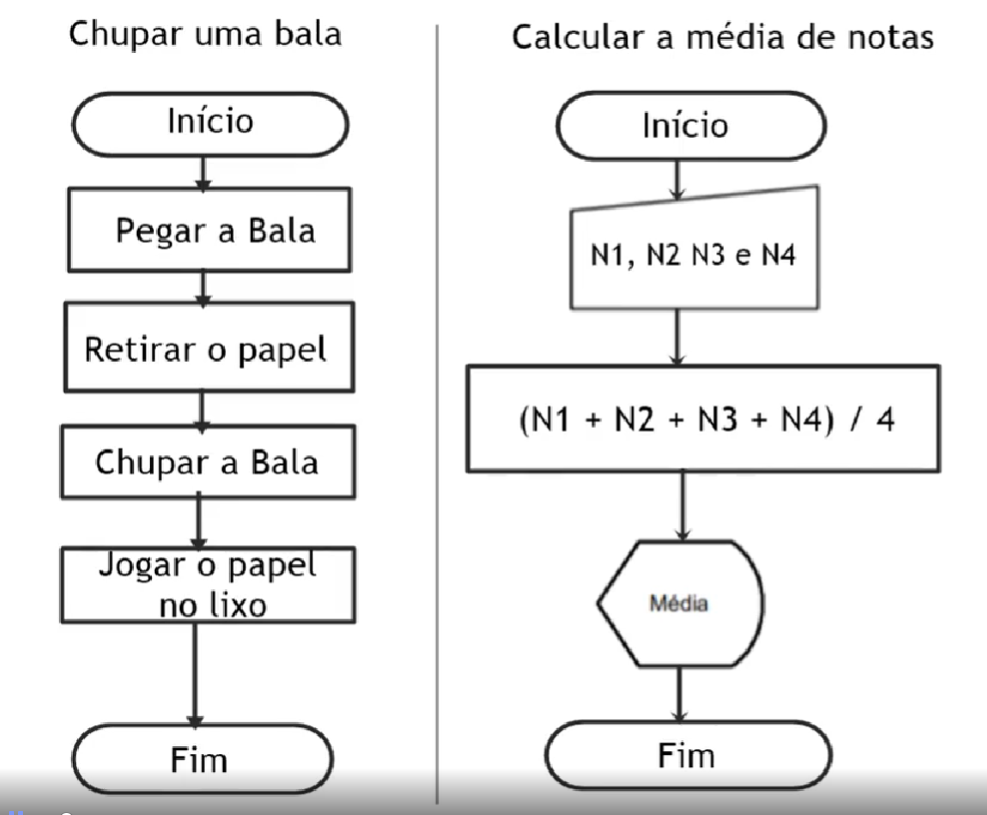 Chupar uma bala
Início
Pegar a Bala
Retirar o papel
Chupar a Bala
Jogar o papel
no lixo
Fim
Calcular a média de notas
Início
N1, N2 N3 e N4
(N1 + N2 + N3 + N4) / 4
Média
Fim